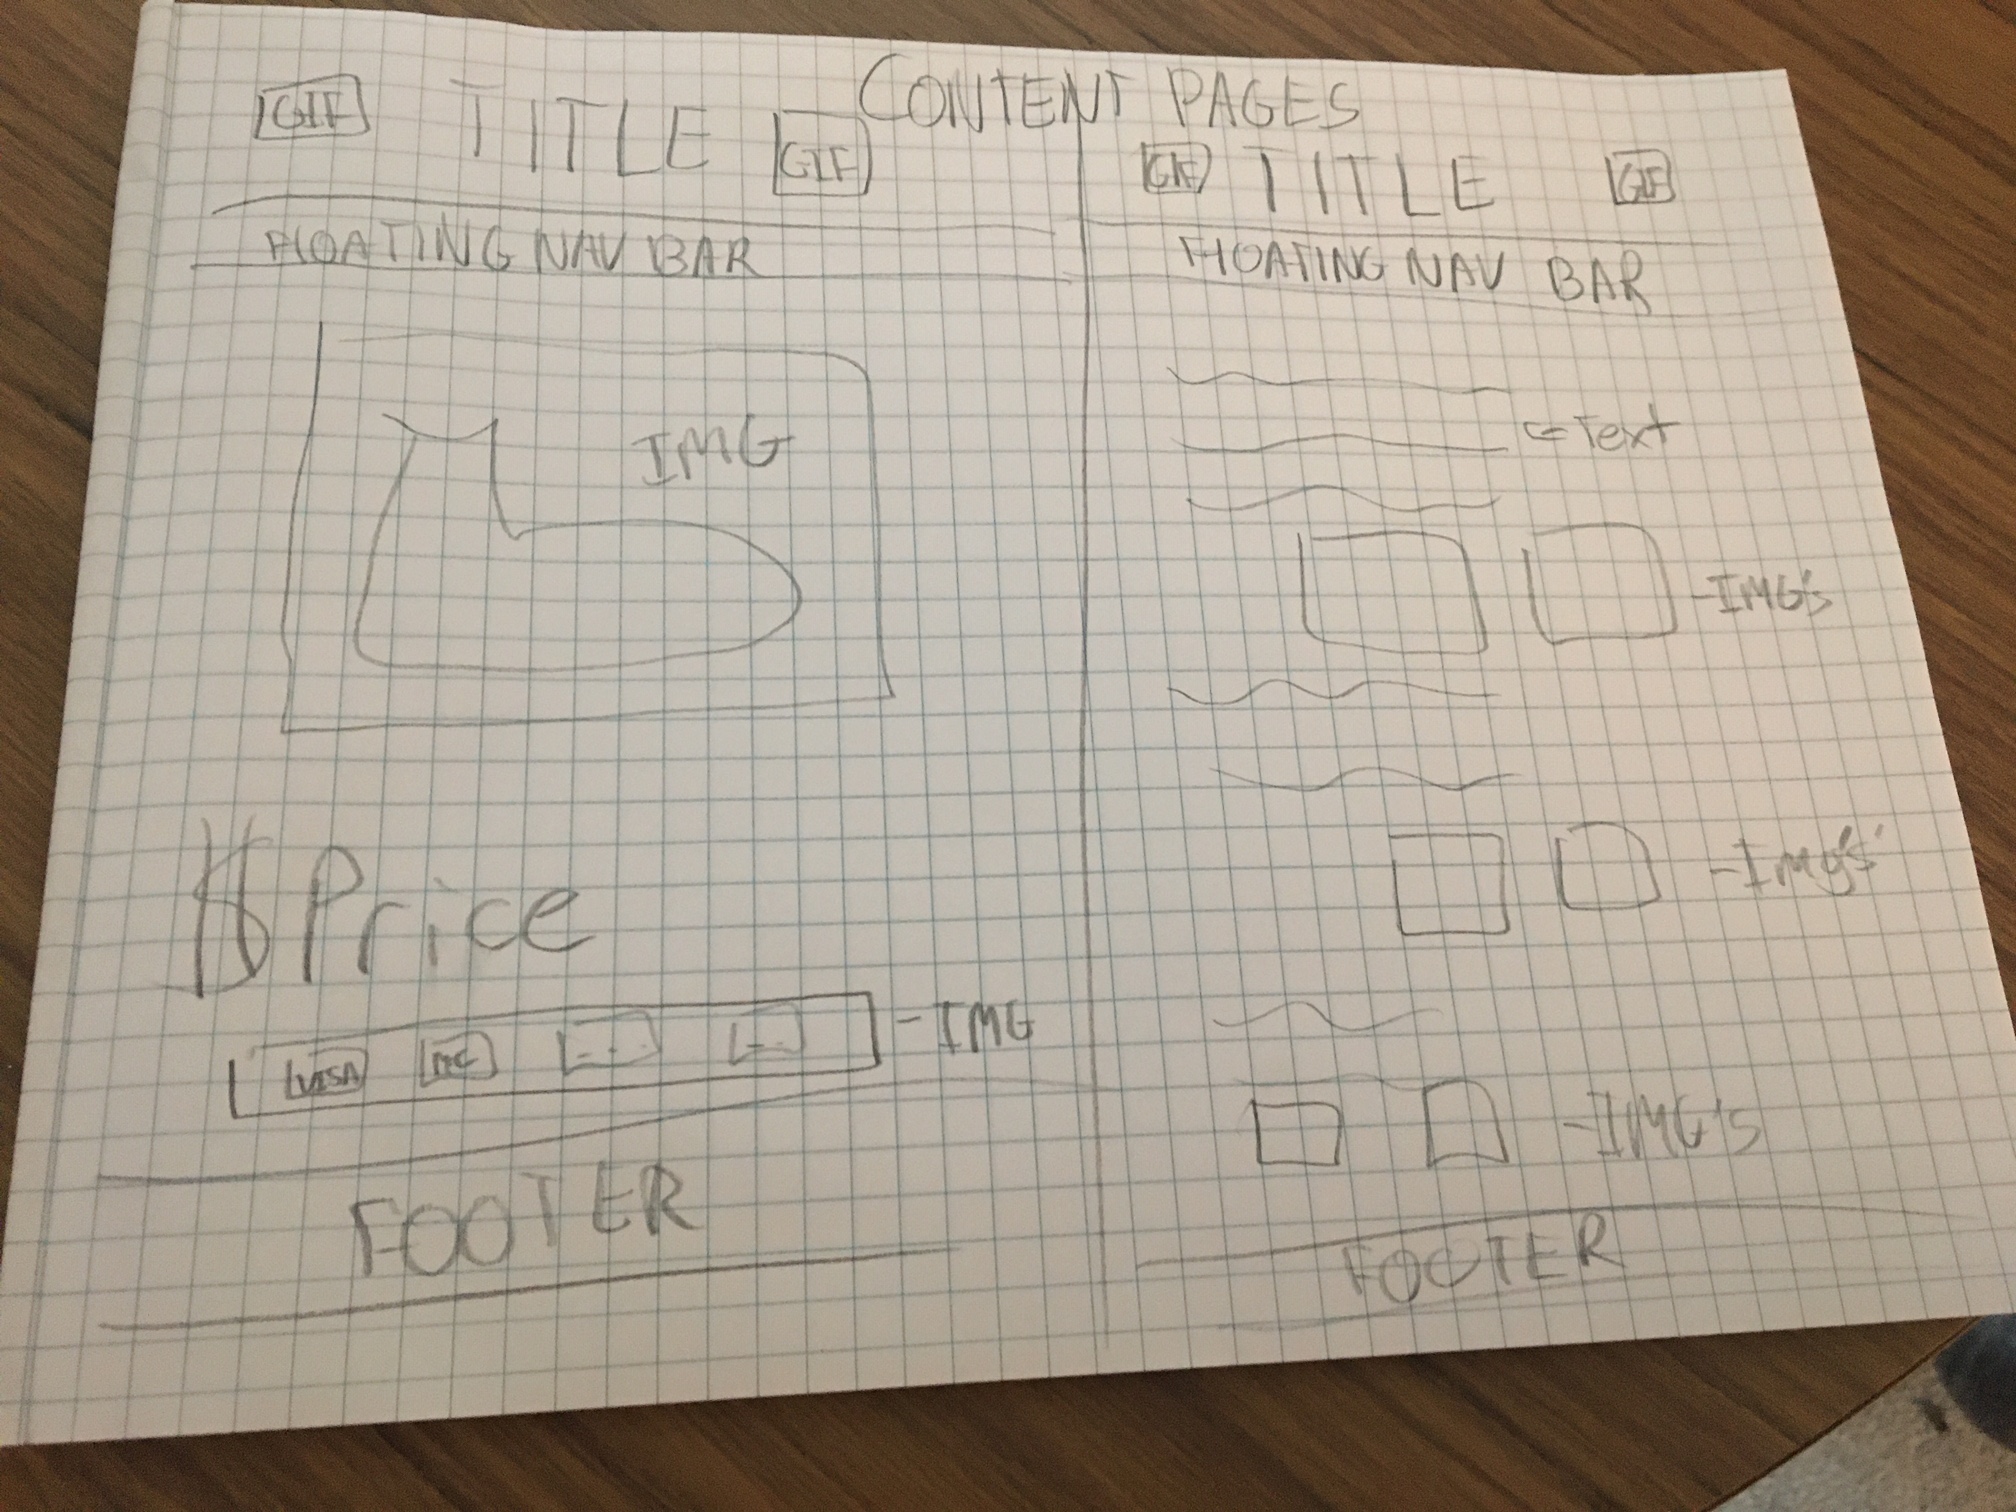 CONTENT PAGES
GIF TITLE GIF
FLOATING NAV BAR
IMG
$Price
VISA MC
-IMG
FOOTER
GIF TITLE GIF
FLOATING NAV BAR
<=Text
-IMG's
-Img's'
-IMG's
FOOTER